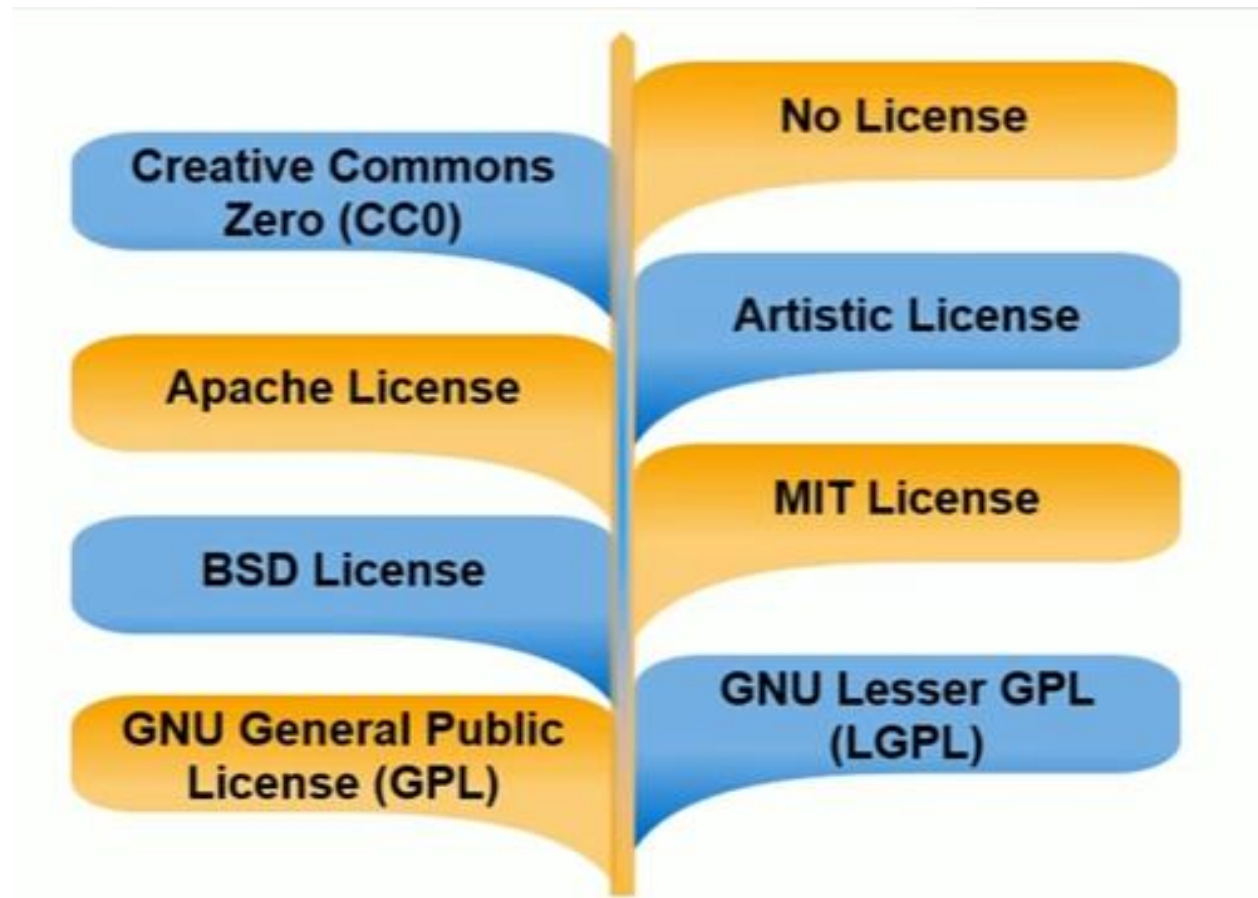 No License
Creative Commons
Zero (CC0)
Artistic License
Apache License
MIT License
BSD License
GNU Lesser GPL
(LGPL)
GNU General Public
License (GPL)